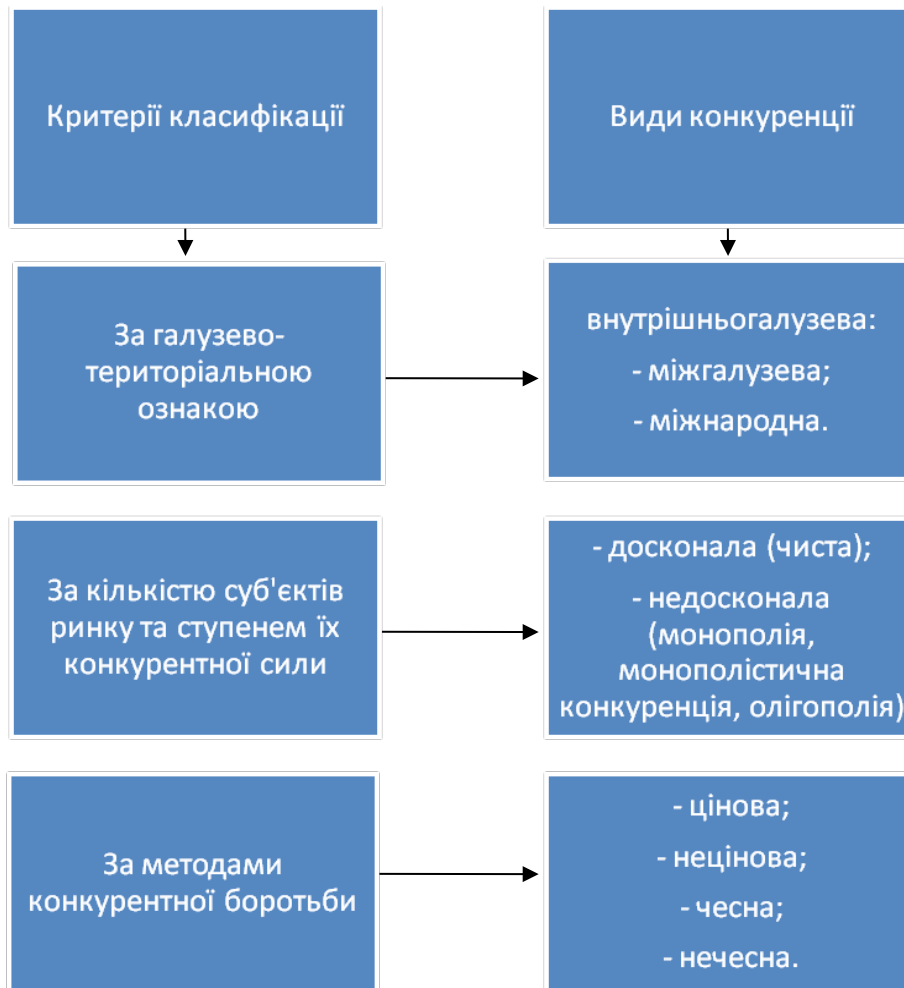 Критерії класифікації
Види конкуренції
За галузево-
територіальною
ознакою
внутрішньогалузева:
- міжгалузева;
- міжнародна.
За кількістю суб'єктів
ринку та ступенем їх
конкурентної сили
- досконала (чиста);
- недосконала
(монополія,
монополістична
конкуренція, олігополія)
За методами
конкурентної боротьби
- цінова;
- нецінова;
- чесна;
- нечесна.